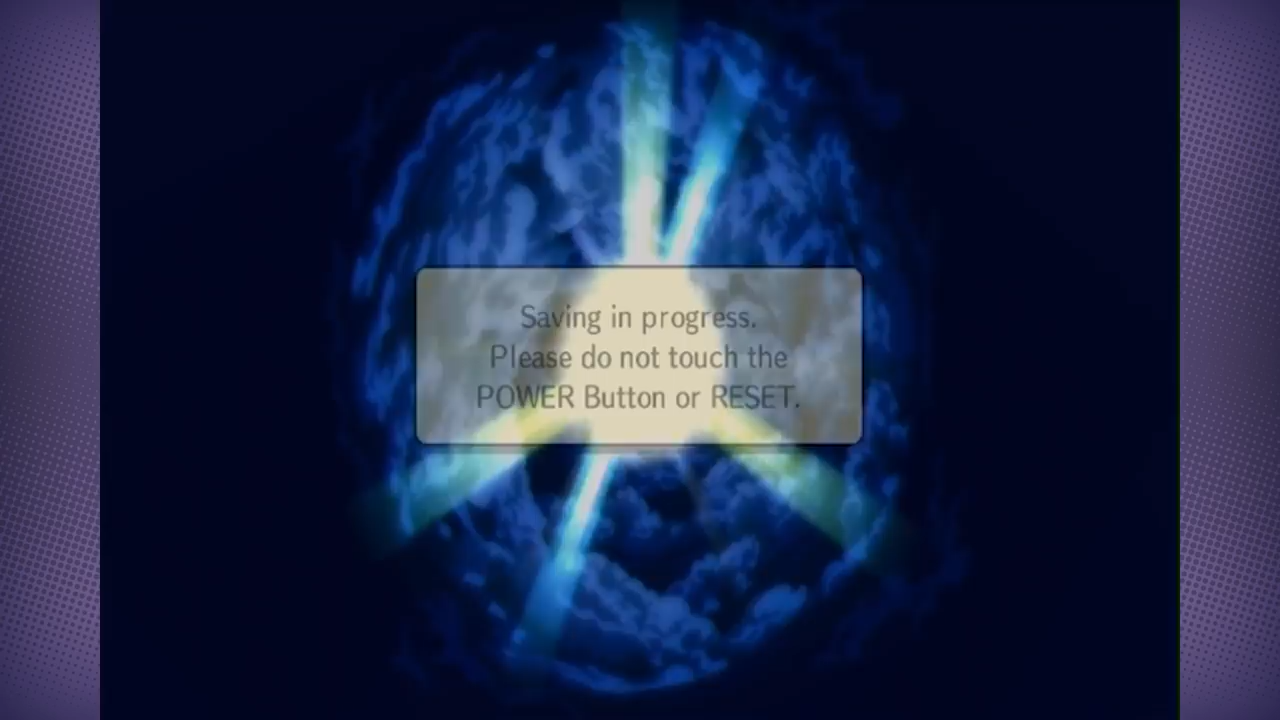 Saving in progress.
Please do not touch the
POWER Button or RESET.